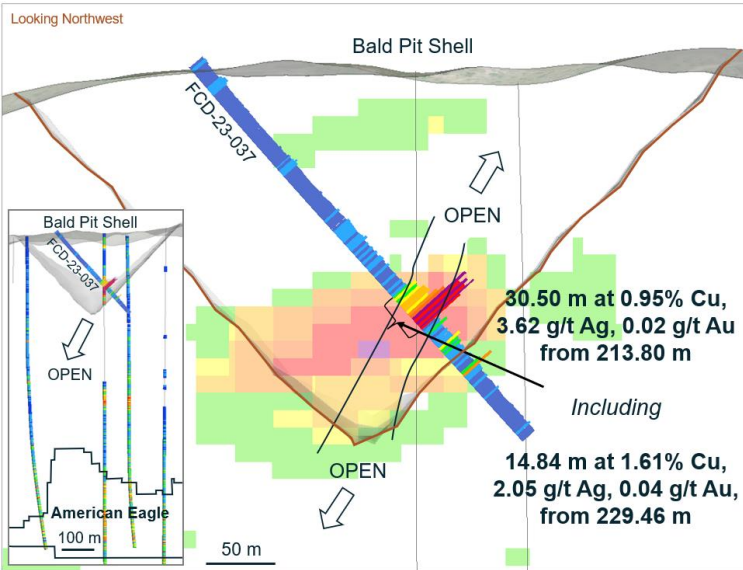 Looking Northwest
Bald Pit Shell
FCD-23-037
OPEN
30.50 m at 0.95% Cu,
3.62 g/t Ag, 0.02 g/t Au
from 213.80 m
Including
14.84 m at 1.61% Cu,
2.05 g/t Ag, 0.04 g/t Au,
from 229.46 m
OPEN
50 m
Bald Pit Shell
FCD-23-037
OPEN
American Eagle
100 m